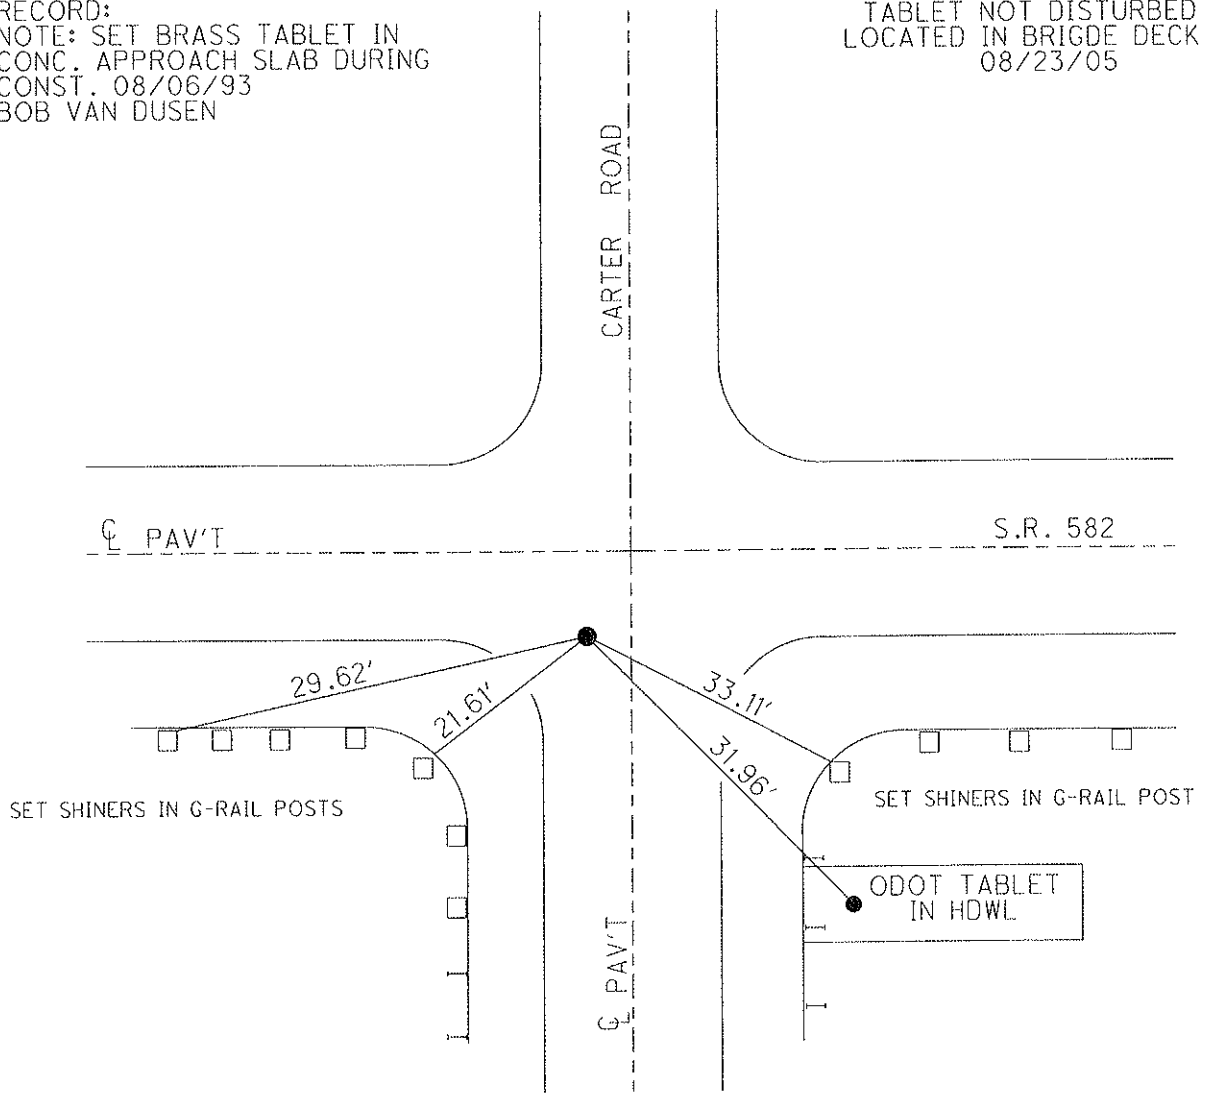 RECORD:
NOTE: SET BRASS TABLET IN
CONC. APPROACH SLAB DURING
CONST. 08/06/93
BOB VAN DUSEN
TABLET NOT DISTURBED
LOCATED IN BRIGDE DECK
08/23/05
CARTER ROAD
℄ PAV'T
S.R. 582
29.62'
21.61'
33.11'
31.96'
SET SHINERS IN G-RAIL POSTS
SET SHINERS IN G-RAIL POST
ODOT TABLET
IN HDWL
℄ PAV'T